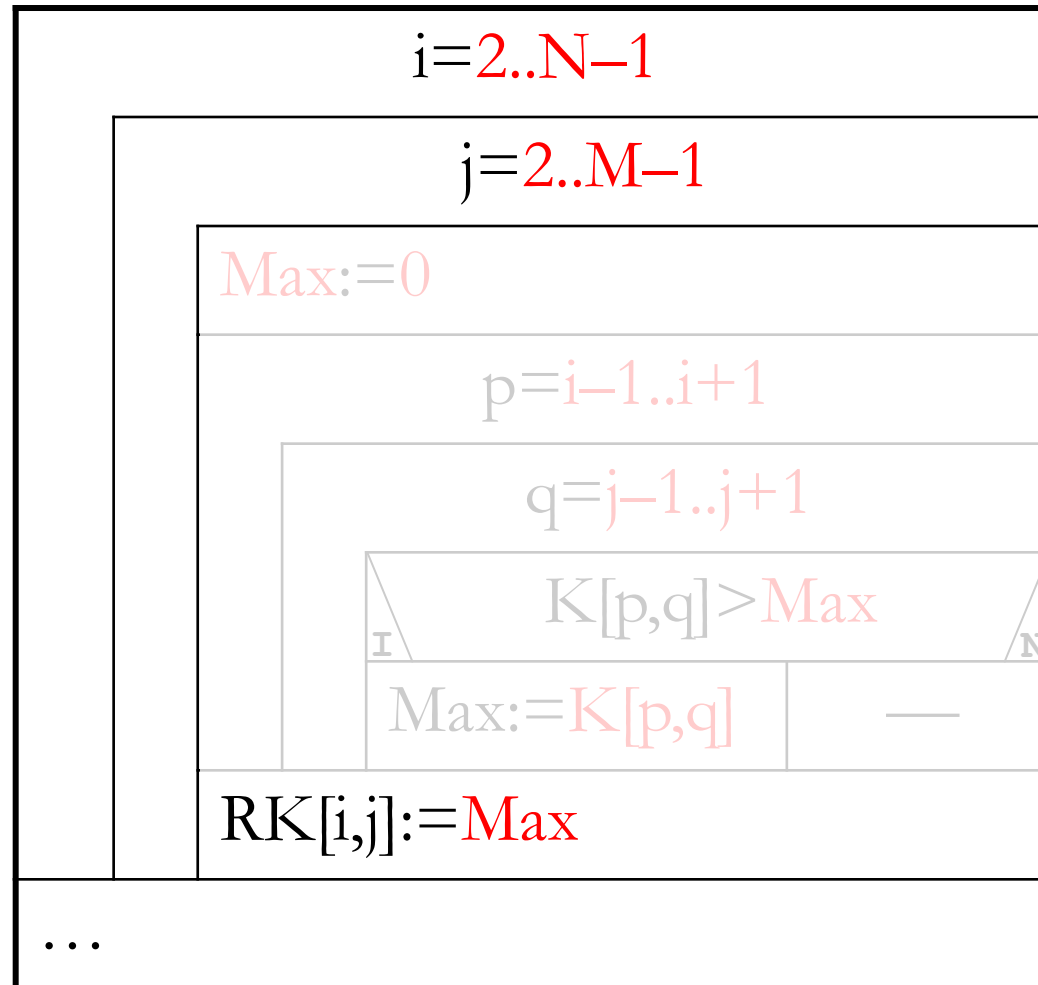 i=2..N–1
j=2..M–1
Max:=0
p=i–1..i+1
q=j–1..j+1
K[p,q]>Max
I N
Max:=K[p,q] —
RK[i,j]:=Max
...